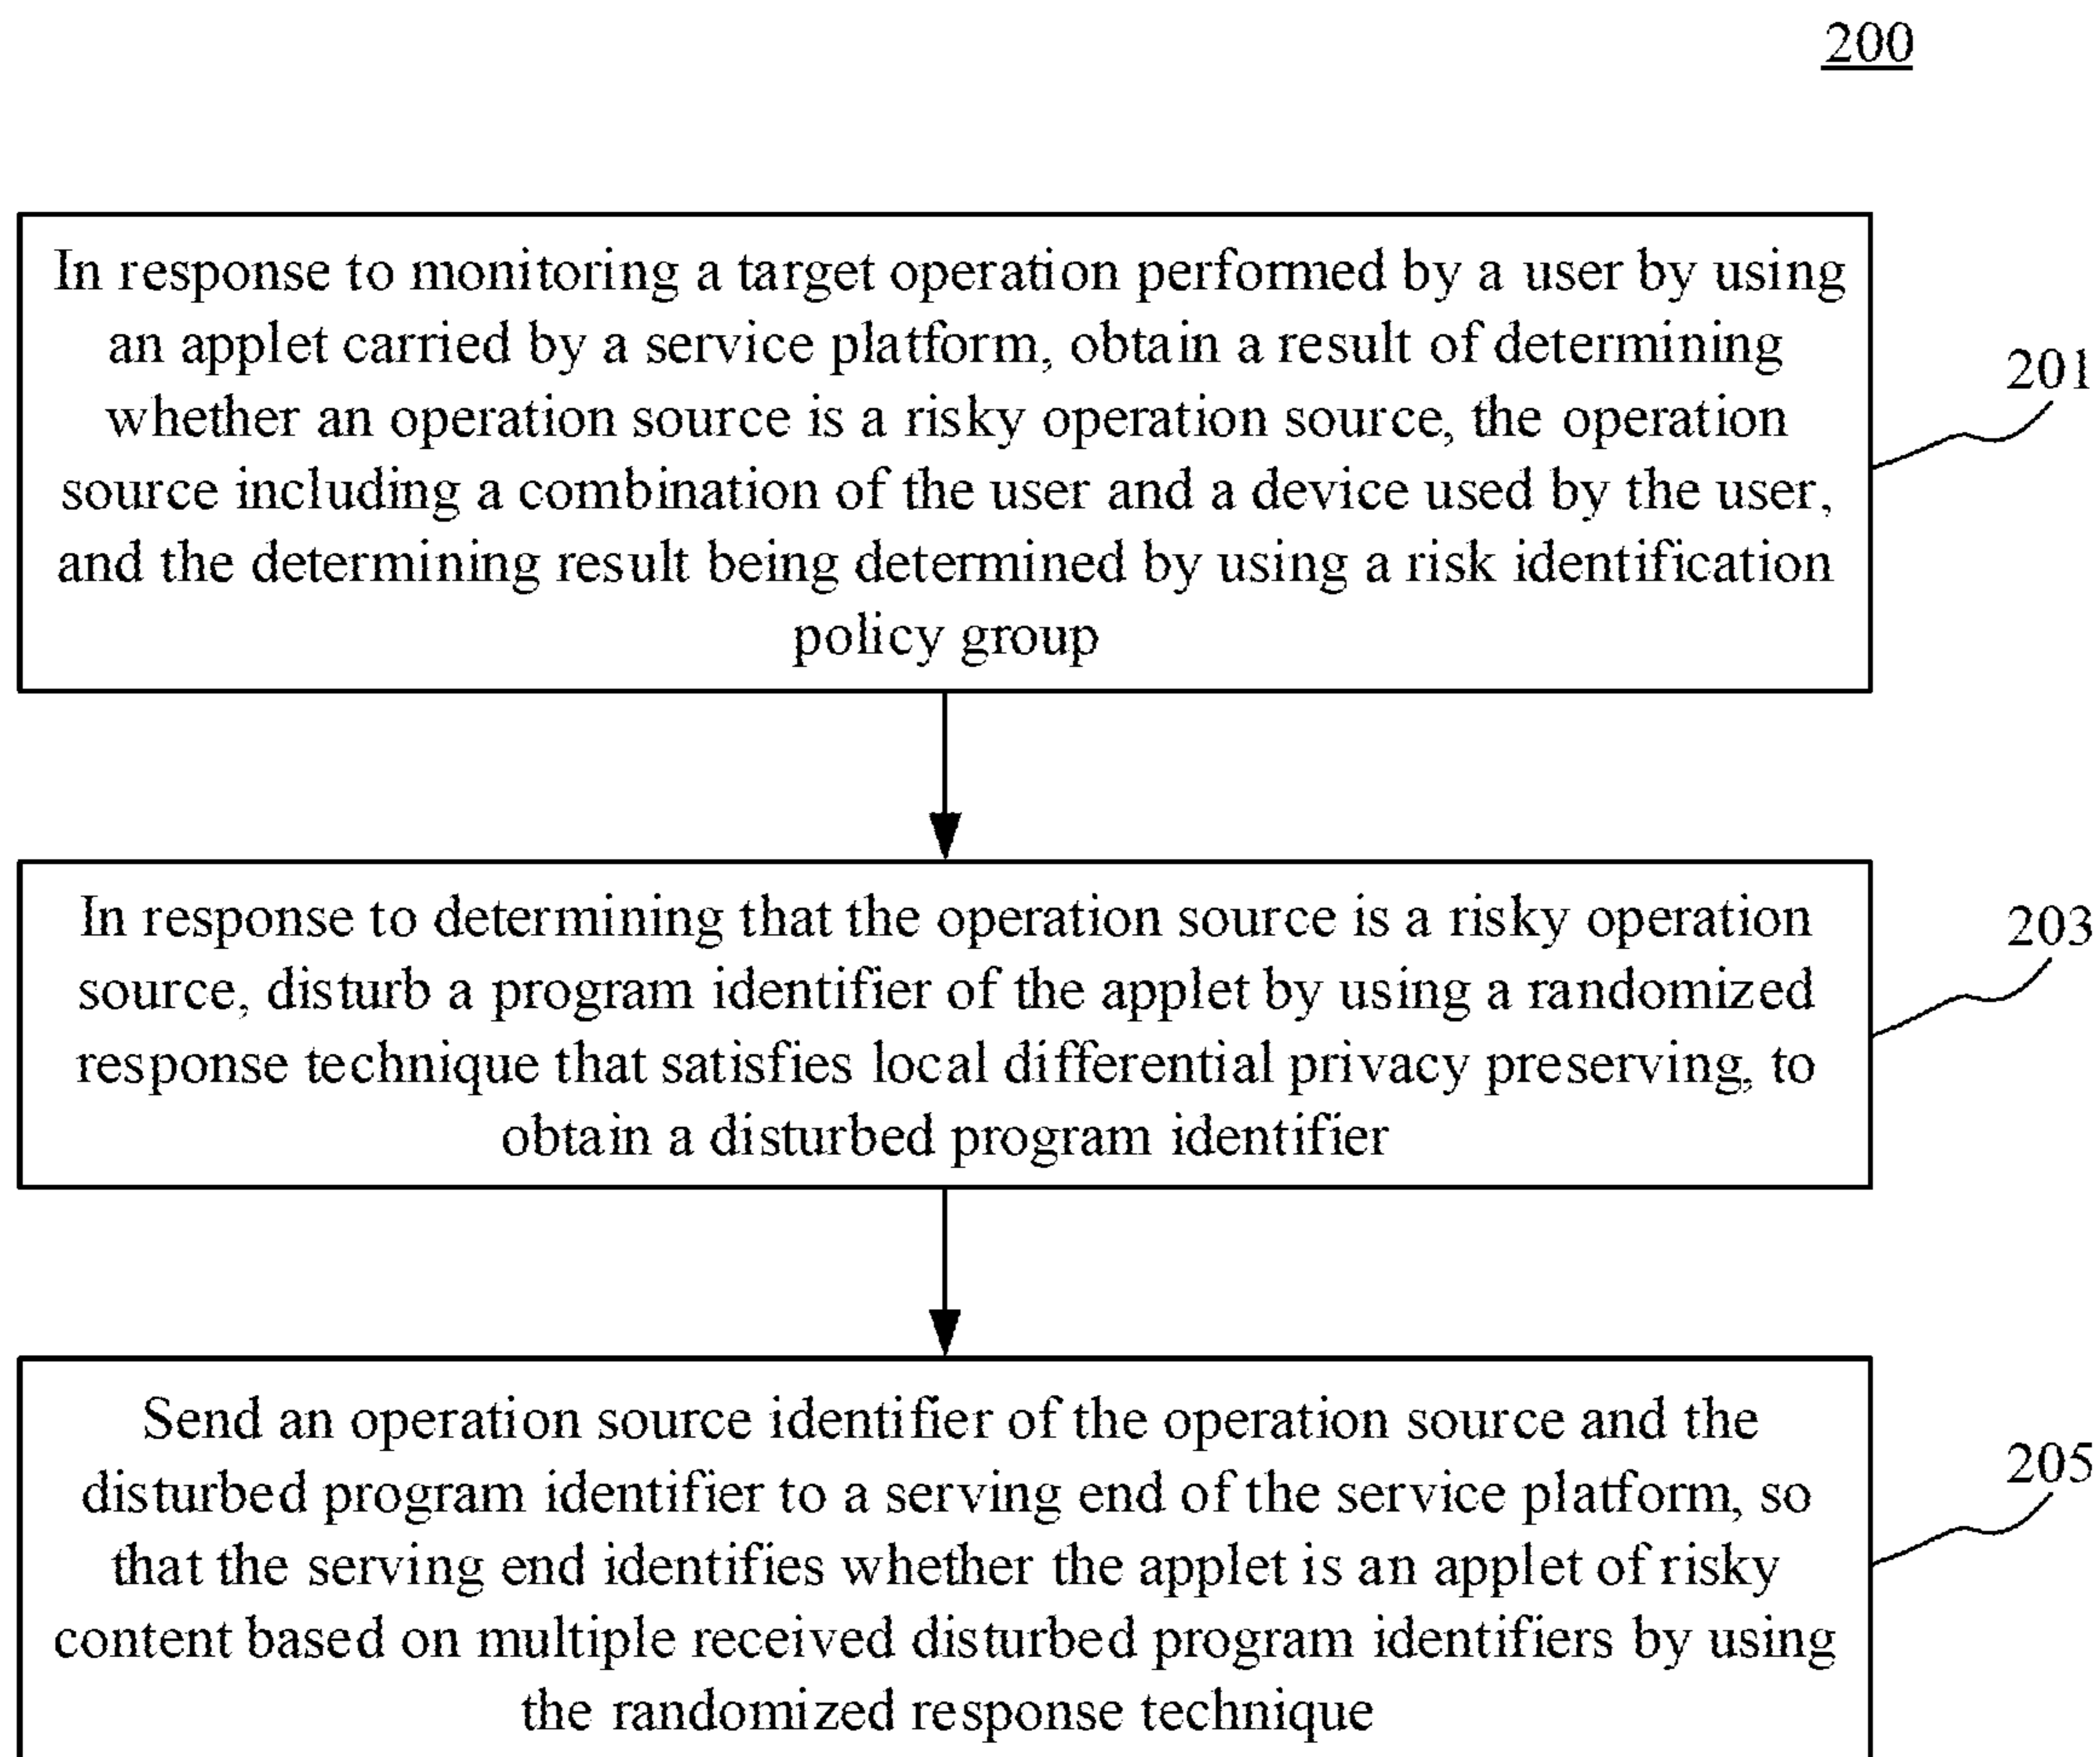 200
In response to monitoring a target operation performed by a user by using
an applet carried by a service platform, obtain a result of determining
whether an operation source is a risky operation source, the operation
source including a combination of the user and a device used by the user,
and the determining result being determined by using a risk identification
policy group
201
In response to determining that the operation source is a risky operation
source, disturb a program identifier of the applet by using a randomized
response technique that satisfies local differential privacy preserving, to
obtain a disturbed program identifier
203
Send an operation source identifier of the operation source and the
disturbed program identifier to a serving end of the service platform, so
that the serving end identifies whether the applet is an applet of risky
content based on multiple received disturbed program identifiers by using
the randomized response technique
205